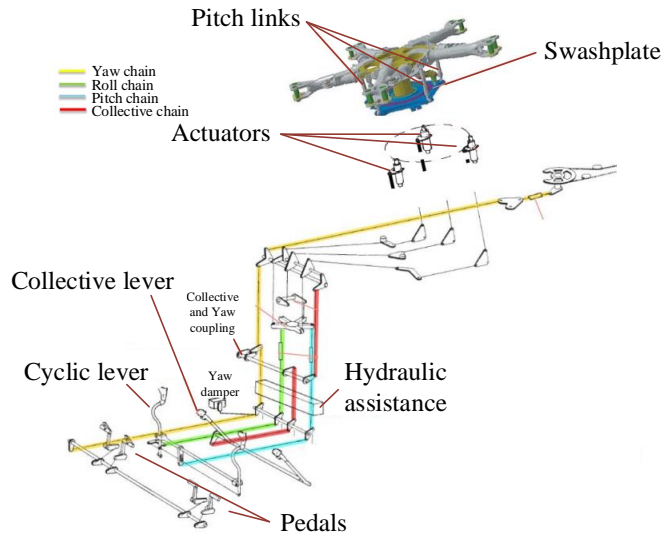 Pitch links
Swashplate
Yaw chain
Roll chain
Pitch chain
Collective chain
Actuators
Collective lever
Collective
and Yaw
coupling
Cyclic lever
Yaw
damper
Hydraulic
assistance
Pedals